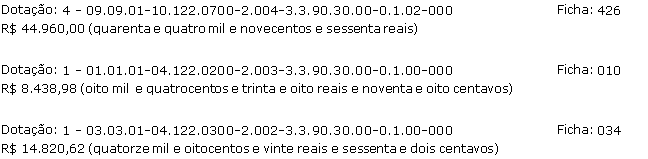 Dotação: 4 - 09.09.01-10.122.0700-2.004-3.3.90.30.00-0.1.02-000 Ficha: 426
R$ 44.960,00 (quarenta e quatro mil e novecentos e sessenta reais)
Dotação: 1 - 01.01.01-04.122.0200-2.003-3.3.90.30.00-0.1.00-000 Ficha: 010
R$ 8.438,98 (oito mil e quatrocentos e trinta e oito reais e noventa e oito centavos)
Dotação: 1 - 03.03.01-04.122.0300-2.002-3.3.90.30.00-0.1.00-000 Ficha: 034
R$ 14.820,62 (quatorze mil e oitocentos e vinte reais e sessenta e dois centavos)